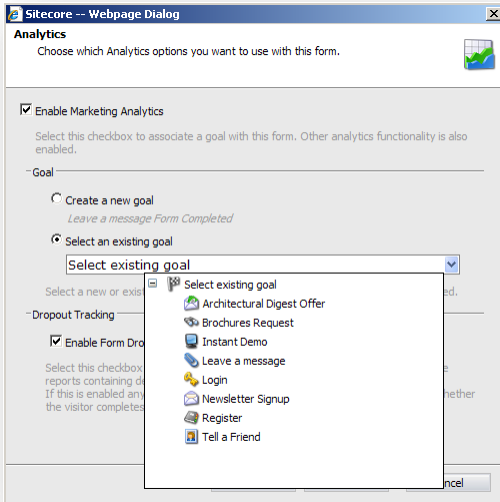 Sitecore -- Webpage Dialog
Analytics
Choose which Analytics options you want to use with this form.
Enable Marketing Analytics
Select this checkbox to associate a goal with this form. Other analytics functionality is also
enabled.
Goal
Create a new goal
Leave a message Form Completed
Select an existing goal
Select existing goal
Select a new or exist
ed.
Select existing goal
Architectural Digest Offer
Brochures Request
Instant Demo
Leave a message
Login
Newsletter Signup
Register
Tell a Friend
Dropout Tracking
Enable Form Dro
Select this checkbox
e
reports containing de
If this is enabled any
hether
the visitor completes
ncel